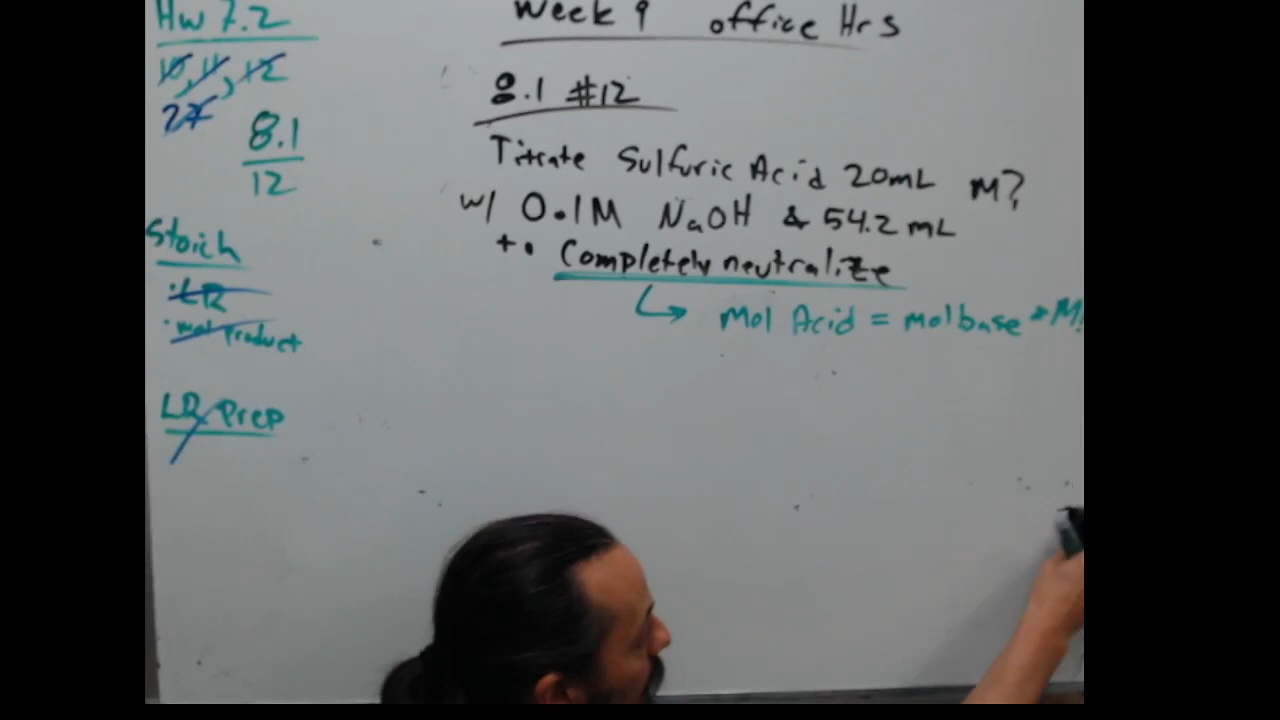 Hw 7.2
10, 11, 12
27
8.1
12
Stoich
·LR
·mol Product
LR Prep
Week 9 office Hrs
8.1 #12
Titrate Sulfuric Acid 20mL M?
w/ 0.1M NaOH & 54.2 mL
to Completely neutralize
mol Acid = mol base * M